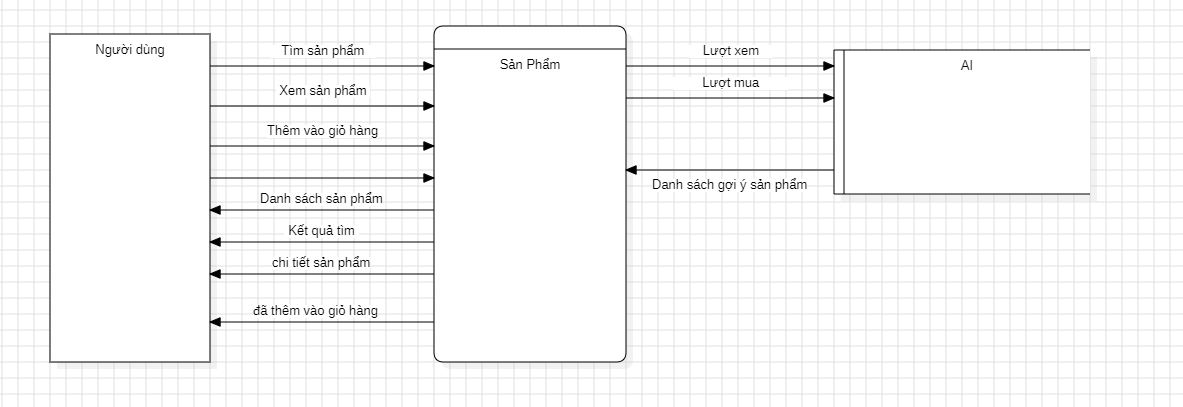 Người dùng
Tìm sản phẩm
Xem sản phẩm
Thêm vào giỏ hàng
Danh sách sản phẩm
Kết quả tìm
chi tiết sản phẩm
đã thêm vào giỏ hàng
Sản Phẩm
Lượt xem
Lượt mua
Danh sách gợi ý sản phẩm
AI